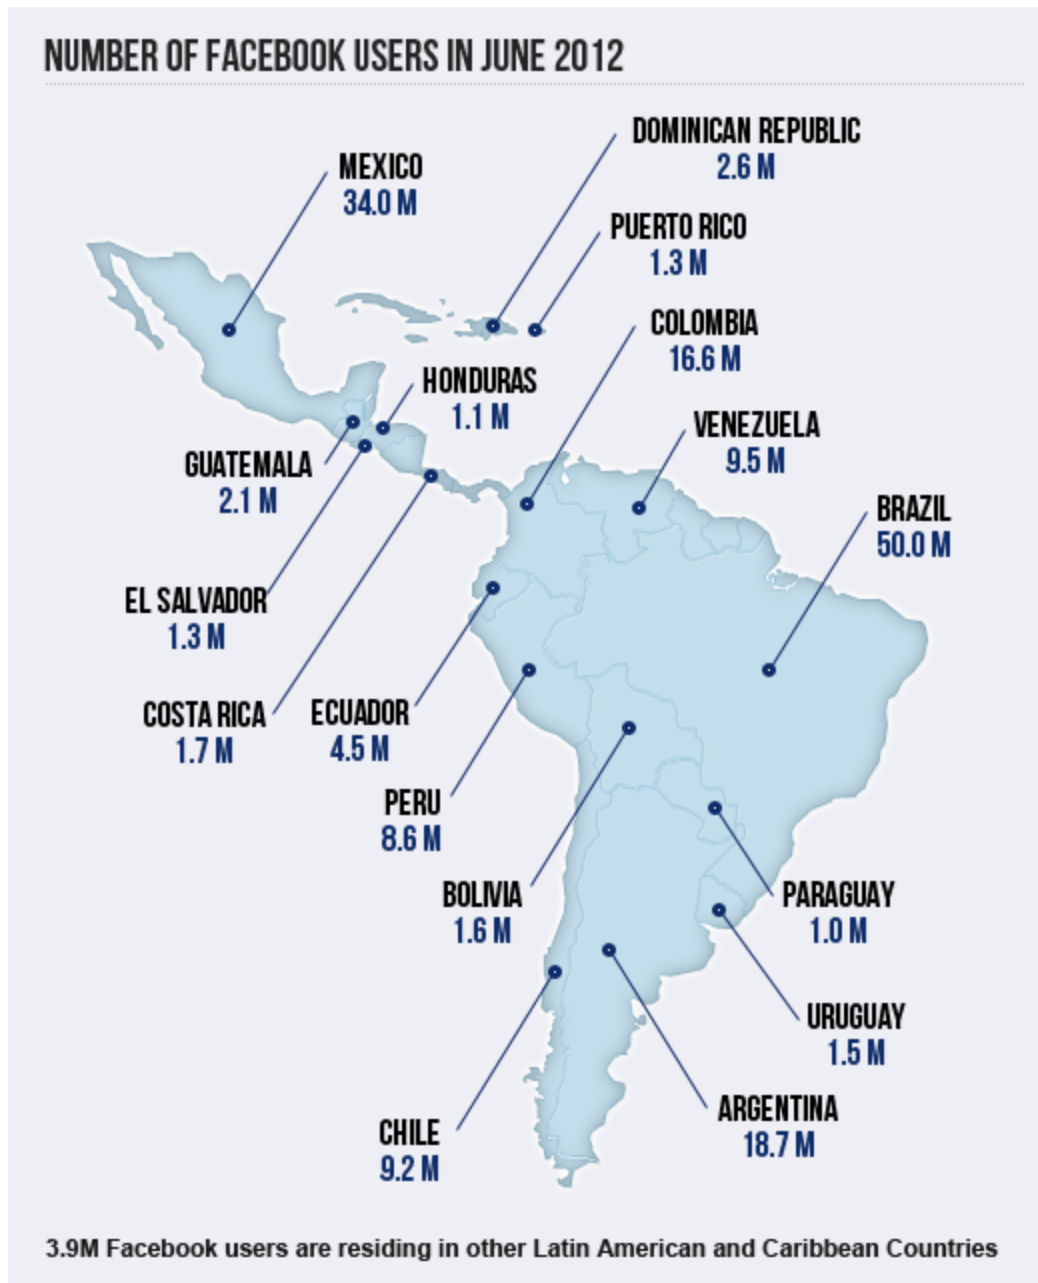 NUMBER OF FACEBOOK USERS IN JUNE 2012
DOMINICAN REPUBLIC
2.6 M
MEXICO
34.0 M
PUERTO RICO
1.3 M
COLOMBIA
16.6 M
HONDURAS
1.1 M
VENEZUELA
9.5 M
GUATEMALA
2.1 M
BRAZIL
50.0 M
EL SALVADOR
1.3 M
COSTA RICA
1.7 M
ECUADOR
4.5 M
PERU
8.6 M
BOLIVIA
1.6 M
PARAGUAY
1.0 M
URUGUAY
1.5 M
ARGENTINA
18.7 M
CHILE
9.2 M
3.9M Facebook users are residing in other Latin American and Caribbean Countries